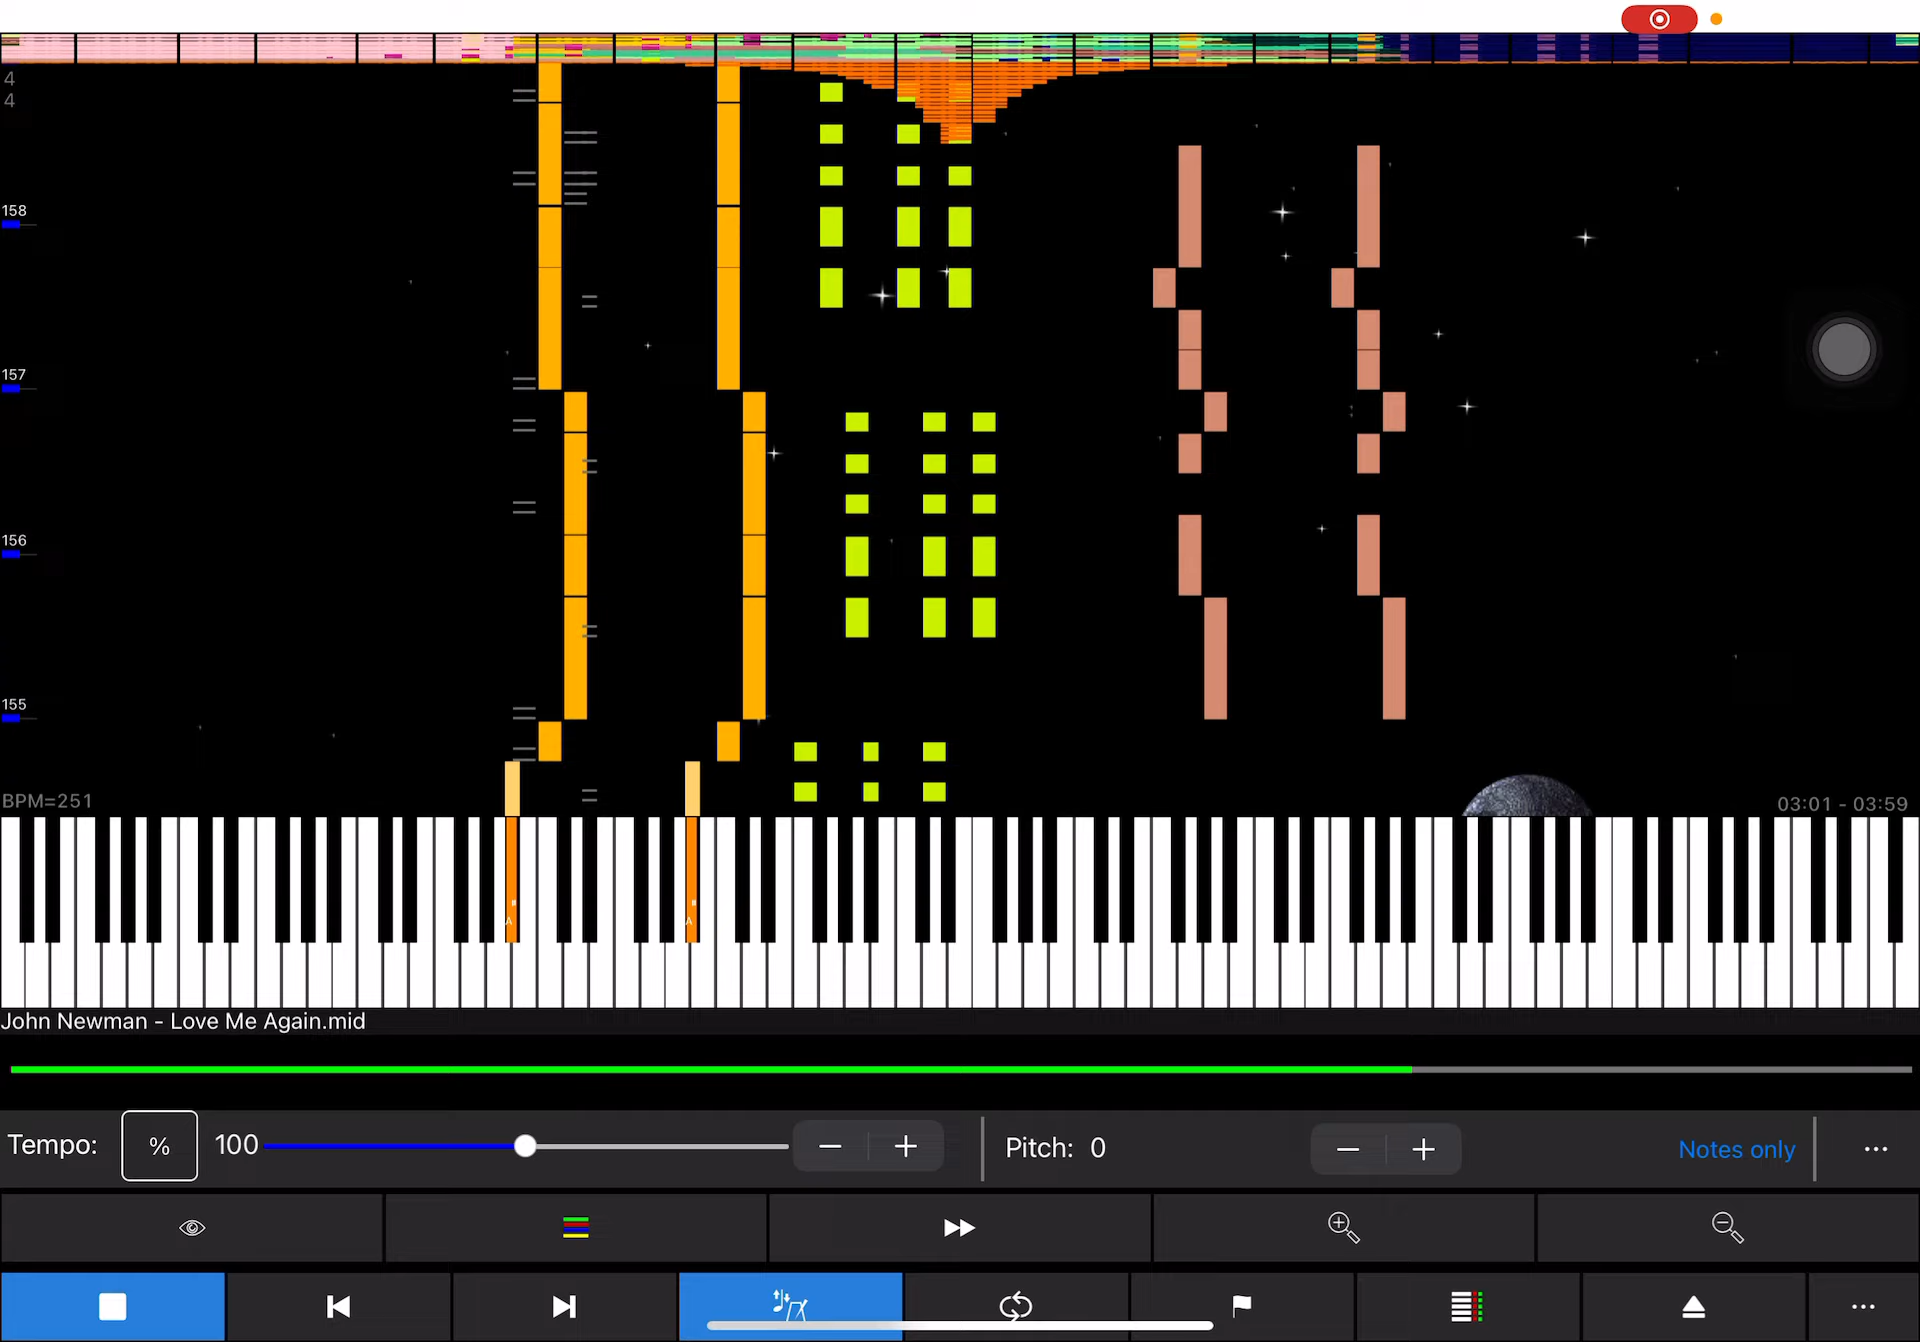 4
4
158
157
156
155
BPM=251
03:01 - 03:59
A A
John Newman - Love Me Again.mid
Tempo: % 100 − + Pitch: 0 − + Notes only ...
...